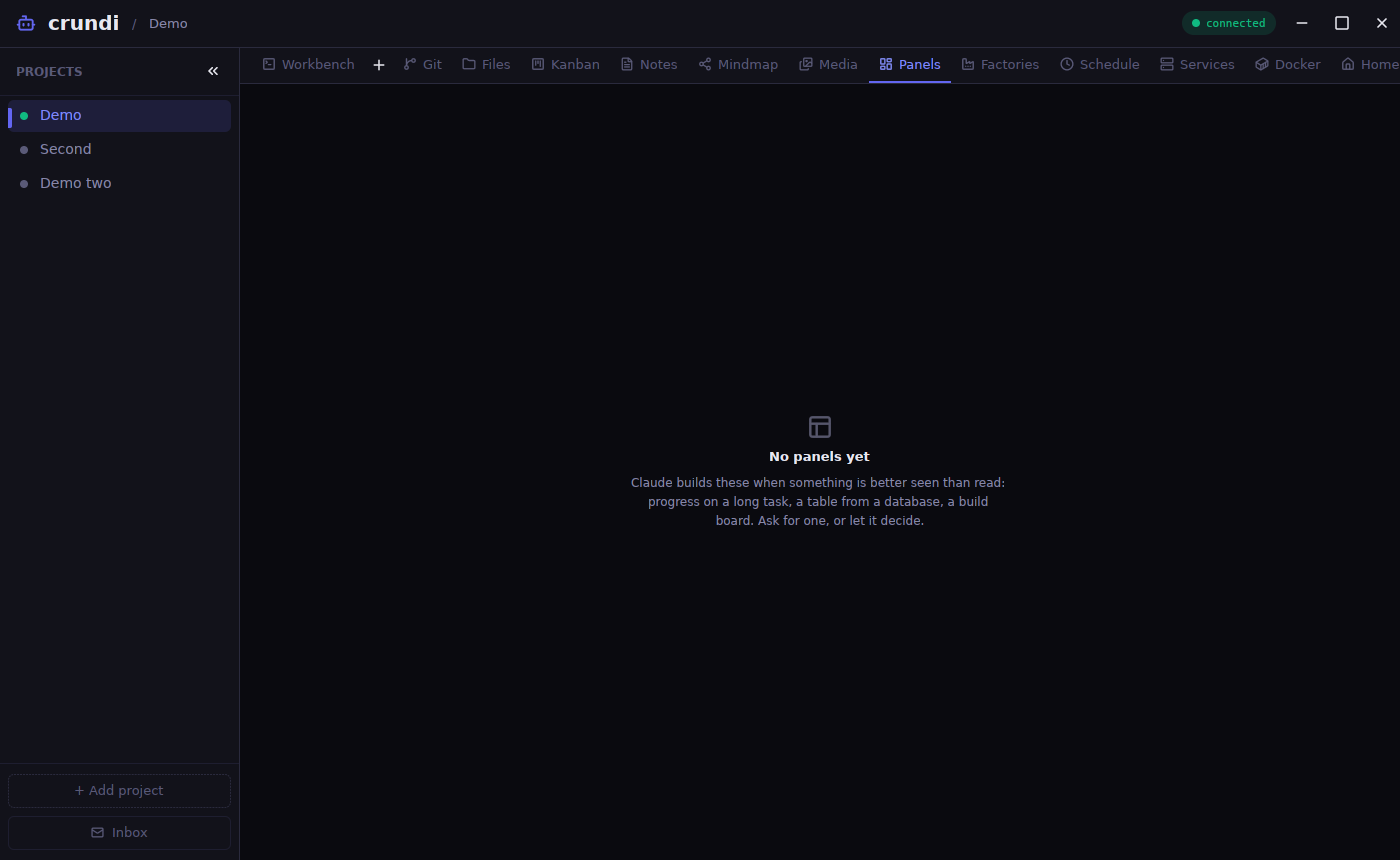 crundi / Demo
connected
PROJECTS
Workbench + Git Files Kanban Notes Mindmap Media Panels Factories Schedule Services Docker Home
Demo
Second
Demo two
No panels yet
Claude builds these when something is better seen than read:
progress on a long task, a table from a database, a build
board. Ask for one, or let it decide.
+ Add project
Inbox